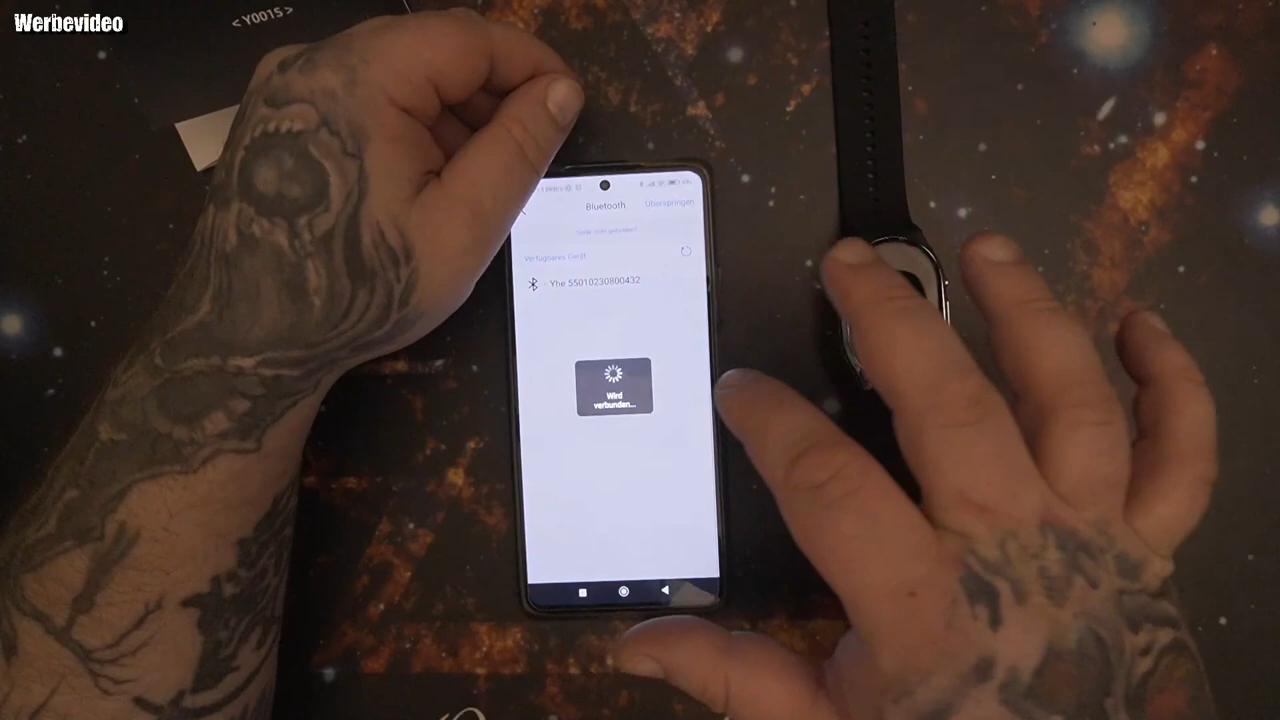 Werbevideo
<Y001S>
Bluetooth
Überspringen
Verfügbares Gerät
Yhe 55010230800432
Wird
verbunden...